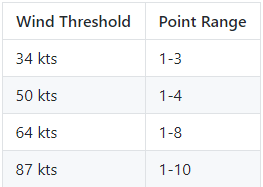 Wind Threshold Point Range
34 kts 1-3
50 kts 1-4
64 kts 1-8
87 kts 1-10